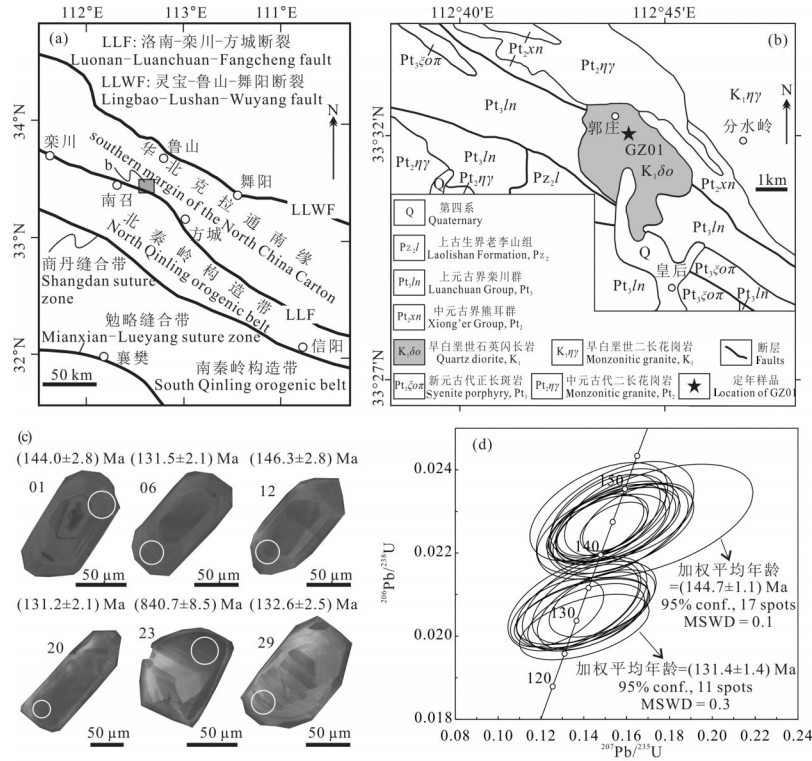 112°E
113°E
111°E
(a)
LLF: 洛南-栾川-方城断裂
Luonan-Luanchuan-Fangcheng fault
LLWF: 灵宝-鲁山-舞阳断裂
Lingbao-Lushan-Wuyang fault
N
34°N
33°N
32°N
栾川
鲁山
b
舞阳
南召
LLWF
华北克拉通南缘
southern margin of the North China Carton
方城
北秦岭构造带
North Qinling orogenic belt
商丹缝合带
Shangdan suture
zone
LLF
勉略缝合带
Mianxian-Lueyang suture zone
信阳
襄樊
南秦岭构造带
South Qinling orogenic belt
50 km
112°40′E
112°45′E
(b)
33°32′N
33°27′N
Pt₃ξοπ
Pt₂xn
Pt₂ηγ
Pt₃ln
K₁ηγ
N
郭庄
GZ01
分水岭
K₁δο
Pt₂ηγ
Pt₃ln
Q
Pt₂ηγ
Pz₂l
Pt₂xn
1km
Pt₃ln
Q
皇后
Pt₃ξοπ
Pt₃ln
Pt₃ξοπ
Pt₃ln
Q 第四系
Quaternary
Pz₂l 上古生界老李山组
Laolishan Formation, Pz₂
Pt₃ln 上元古界栾川群
Luanchuan Group, Pt₃
Pt₂xn 中元古界熊耳群
Xiong'er Group, Pt₂
K₁δο 早白垩世石英闪长岩
Quartz diorite, K₁
K₁ηγ 早白垩世二长花岗岩
Monzonitic granite, K₁
断层
Faults
Pt₃ξοπ 新元古代正长斑岩
Syenite porphyry, Pt₃
Pt₂ηγ 中元古代二长花岗岩
Monzonitic granite, Pt₂
定年样品
Location of GZ01
(c)
(144.0±2.8) Ma (131.5±2.1) Ma (146.3±2.8) Ma
01 06 12
50 μm 50 μm 50 μm
(131.2±2.1) Ma (840.7±8.5) Ma (132.6±2.5) Ma
20 23 29
50 μm 50 μm 50 μm
(d)
0.024
0.022
0.020
0.018
²⁰⁶Pb/²³⁸U
150
140
130
120
加权平均年龄
=(144.7±1.1) Ma
95% conf., 17 spots
MSWD = 0.1
加权平均年龄=(131.4±1.4) Ma
95% conf., 11 spots
MSWD = 0.3
0.08 0.10 0.12 0.14 0.16 0.18 0.20 0.22 0.24
²⁰⁷Pb/²³⁵U